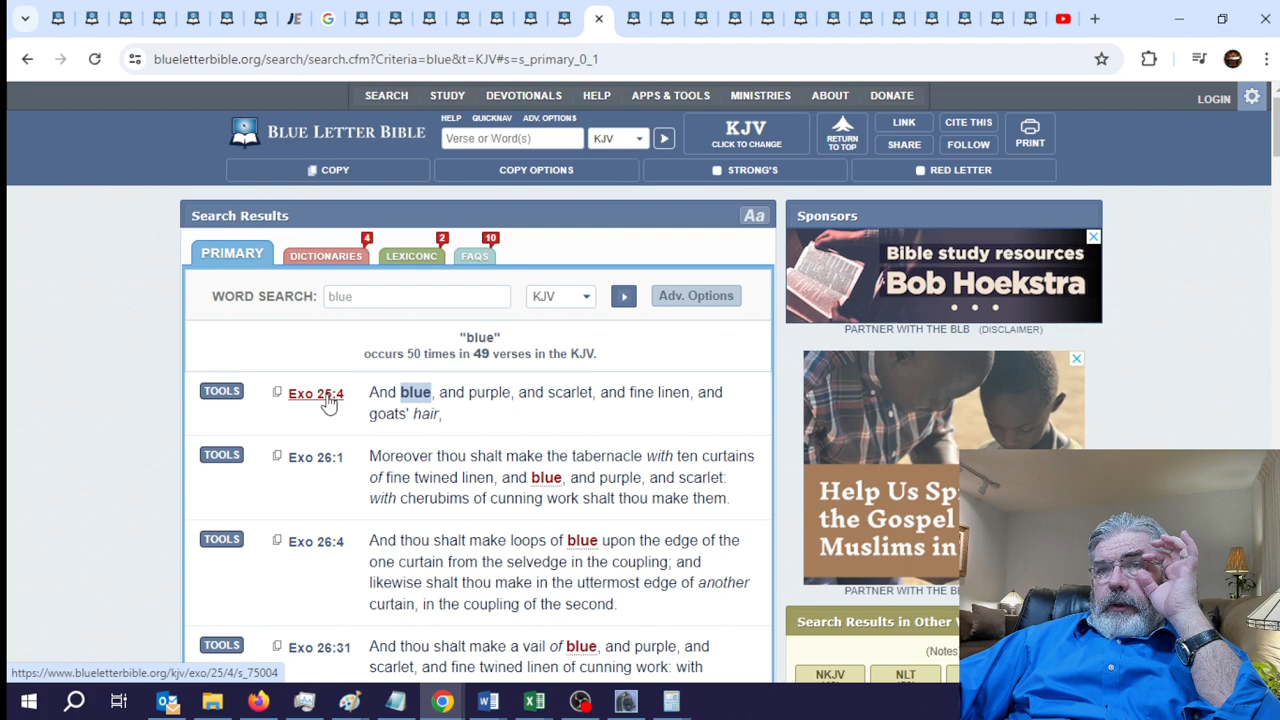 JE
blueletterbible.org/search/search.cfm?Criteria=blue&t=KJV#s=s_primary_0_1
SEARCH STUDY DEVOTIONALS HELP APPS & TOOLS MINISTRIES ABOUT DONATE
LOGIN
BLUE LETTER BIBLE
HELP QUICKNAV ADV. OPTIONS
Verse or Word(s) KJV
KJV
CLICK TO CHANGE
RETURN
TO TOP
LINK CITE THIS
SHARE FOLLOW
PRINT
COPY COPY OPTIONS STRONG'S RED LETTER
Search Results Aa
PRIMARY DICTIONARIES 4 LEXICONC 2 FAQS 10
WORD SEARCH: blue KJV Adv. Options
"blue"
occurs 50 times in 49 verses in the KJV.
TOOLS Exo 25:4 And blue, and purple, and scarlet, and fine linen, and
goats' hair,
TOOLS Exo 26:1 Moreover thou shalt make the tabernacle with ten curtains
of fine twined linen, and blue, and purple, and scarlet:
with cherubims of cunning work shalt thou make them.
TOOLS Exo 26:4 And thou shalt make loops of blue upon the edge of the
one curtain from the selvedge in the coupling; and
likewise shalt thou make in the uttermost edge of another
curtain, in the coupling of the second.
TOOLS Exo 26:31 And thou shalt make a vail of blue, and purple, and
scarlet, and fine twined linen of cunning work: with
Sponsors
Bible study resources
Bob Hoekstra
PARTNER WITH THE BLB (DISCLAIMER)
Help Us Sp
the Gospel
Muslims in
PARTNER WITH THE BL
Search Results in Other V
(Notes
NKJV NLT
https://www.blueletterbible.org/kjv/exo/25/4/s_75004